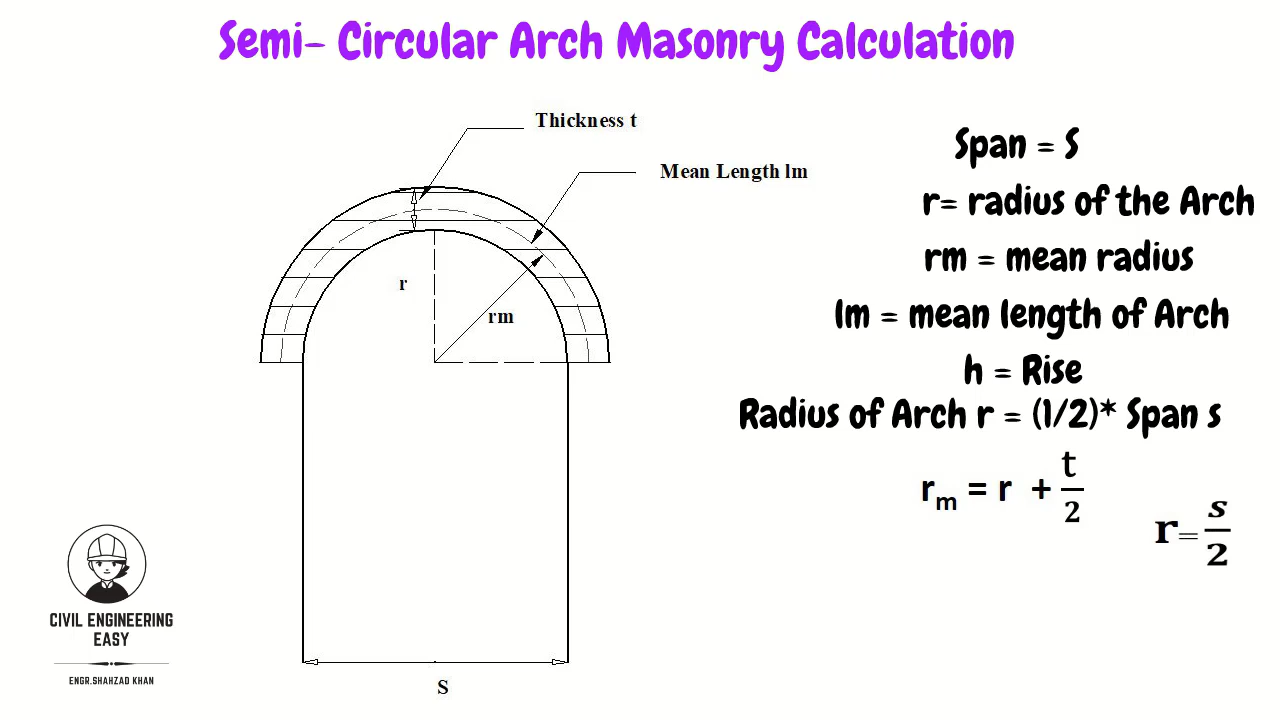 Semi- Circular Arch Masonry Calculation
Thickness t
Mean Length lm
r
rm
S
Span = S
r= radius of the Arch
rm = mean radius
lm = mean length of Arch
h = Rise
Radius of Arch r = (1/2)* Span s
rm = r + t/2
r= s/2
CIVIL ENGINEERING
EASY
ENGR.SHAHZAD KHAN